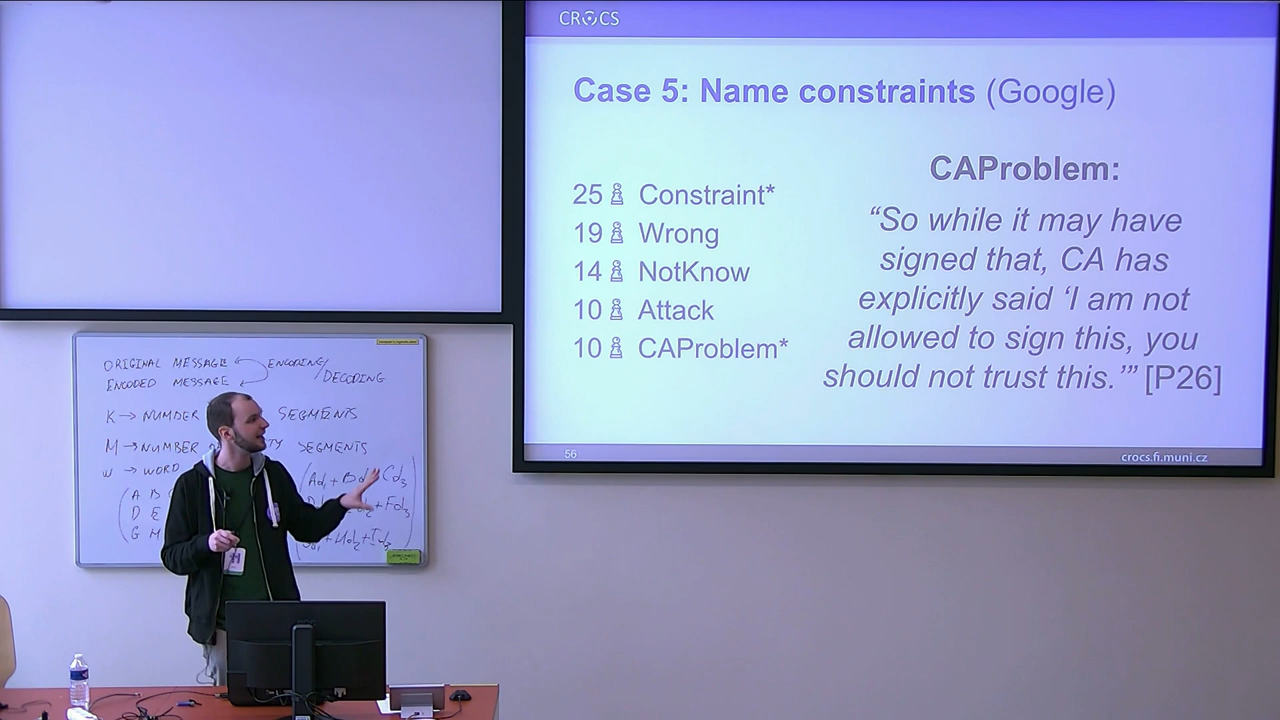 CROCS
Case 5: Name constraints (Google)
25 Constraint*
19 Wrong
14 NotKnow
10 Attack
10 CAProblem*
CAProblem:
“So while it may have
signed that, CA has
explicitly said ‘I am not
allowed to sign this, you
should not trust this.’” [P26]
56
crocs.fi.muni.cz
ORIGINAL MESSAGE
ENCODING/
DECODING
ENCODED MESSAGE
K → NUMBER SEGMENTS
M → NUMBER SEGMENTS
W → WORD